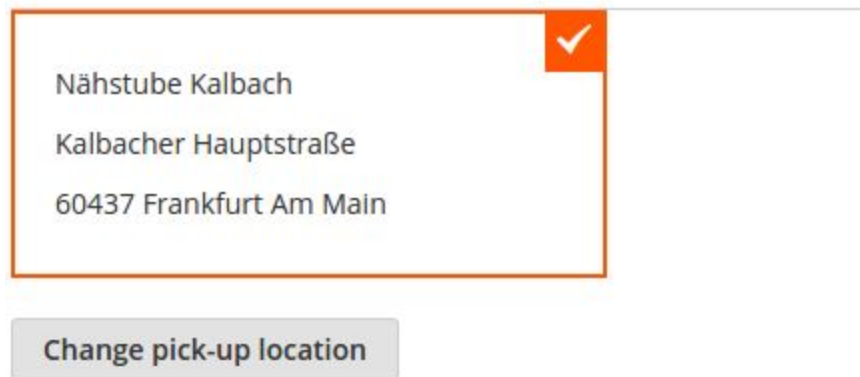 Nähstube Kalbach
Kalbacher Hauptstraße
60437 Frankfurt Am Main
Change pick-up location